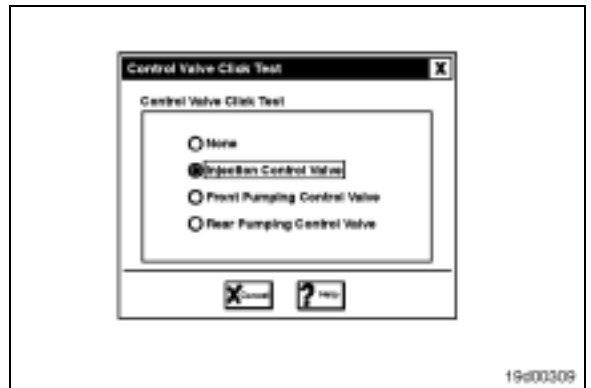 Control Valve Click Test X
Control Valve Click Test
None
Injection Control Valve
Front Pumping Control Valve
Rear Pumping Control Valve
X Cancel ? Help
19d00309